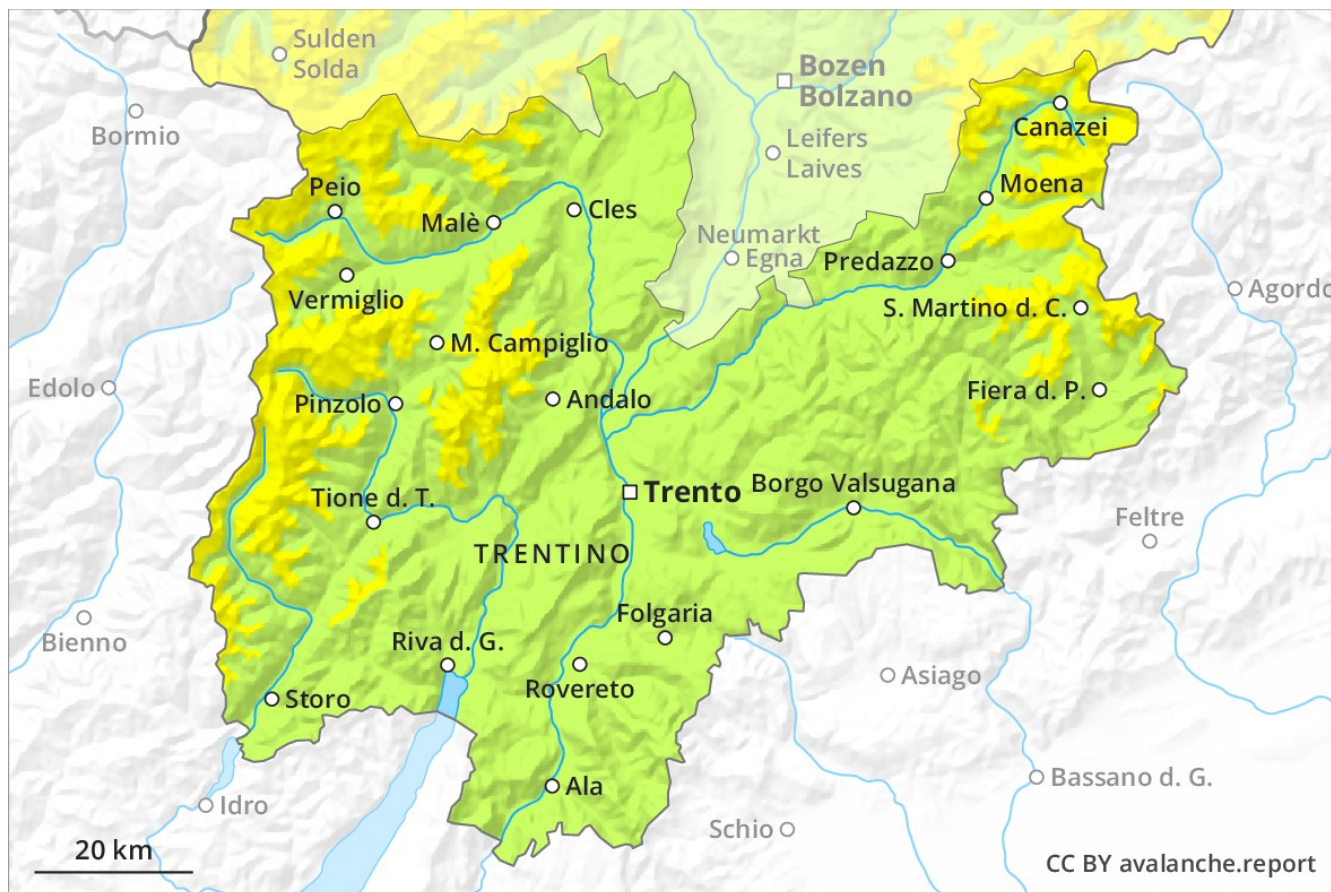 Sulden
Solda
Bozen
Bolzano
Bormio
Canazei
Leifers
Laives
Peio
Moena
Malè
Cles
Neumarkt
Egna
Predazzo
Vermiglio
Agordo
S. Martino d. C.
M. Campiglio
Edolo
Fiera d. P.
Pinzolo
Andalo
Trento
Borgo Valsugana
Tione d. T.
Feltre
TRENTINO
Folgaria
Bienno
Riva d. G.
Asiago
Rovereto
Storo
Bassano d. G.
Ala
Idro
Schio
20 km
CC BY avalanche.report